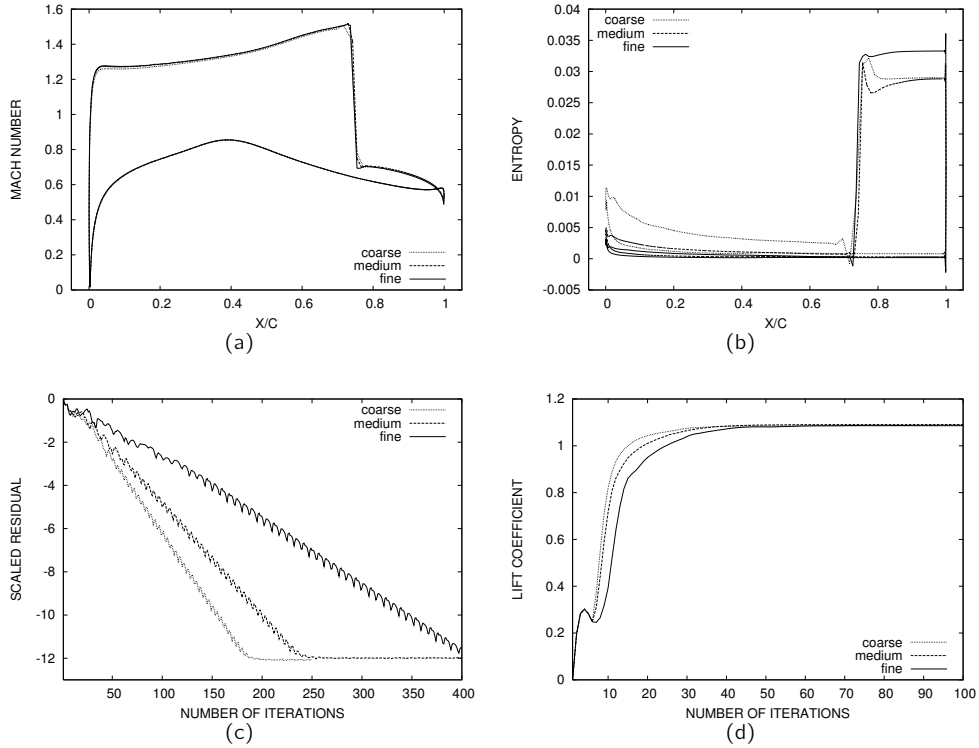 1.6
1.4
1.2
1
0.8
0.6
0.4
0.2
0
MACH NUMBER
0
0.2
0.4
0.6
0.8
1
X/C
coarse
medium
fine
(a)
0.04
0.035
0.03
0.025
0.02
0.015
0.01
0.005
0
-0.005
ENTROPY
0
0.2
0.4
0.6
0.8
1
X/C
coarse
medium
fine
(b)
0
-2
-4
-6
-8
-10
-12
SCALED RESIDUAL
50
100
150
200
250
300
350
400
NUMBER OF ITERATIONS
coarse
medium
fine
(c)
1.2
1
0.8
0.6
0.4
0.2
0
LIFT COEFFICIENT
10
20
30
40
50
60
70
80
90
100
NUMBER OF ITERATIONS
coarse
medium
fine
(d)